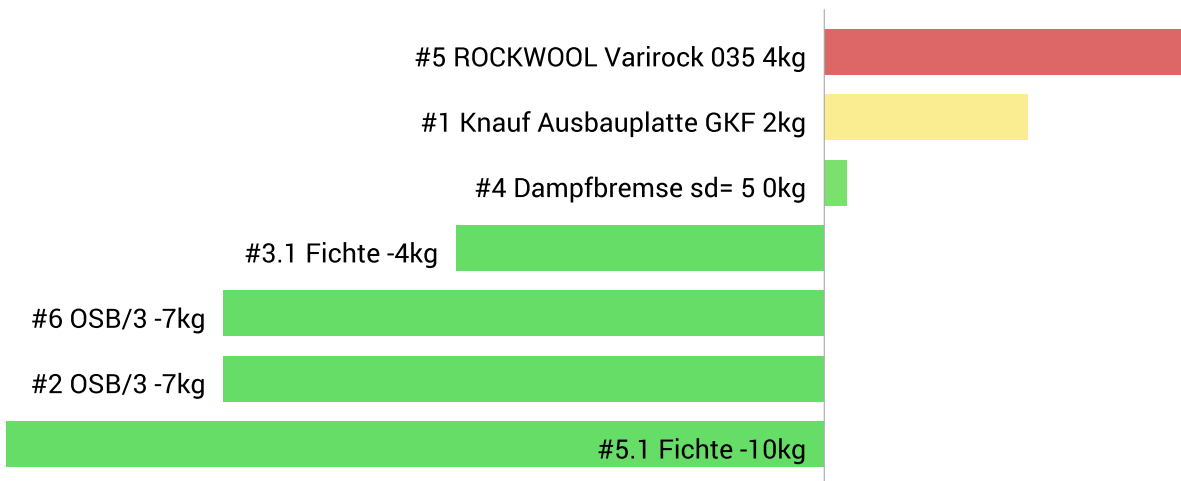 #5 ROCKWOOL Varirock 035 4kg
#1 Knauf Ausbauplatte GKF 2kg
#4 Dampfbremse sd= 5 0kg
#3.1 Fichte -4kg
#6 OSB/3 -7kg
#2 OSB/3 -7kg
#5.1 Fichte -10kg